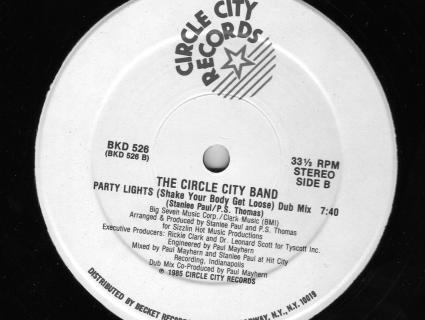 CIRCLE CITY
RECORDS
BKD 526
(BKD 526 B)
33⅓ RPM
STEREO
SIDE B
THE CIRCLE CITY BAND
PARTY LIGHTS (Shake Your Body Get Loose) Dub Mix 7:40
(Stanlee Paul/P.S. Thomas)
Big Seven Music Corp./Clark Music (BMI)
Arranged & Produced by Stanlee Paul and P.S. Thomas
for Sizzlin Hot Music Productions
Executive Producers: Rickie Clark and Dr. Leonard Scott for Tyscott Inc.
Engineered by Paul Mayhern
Mixed by Paul Mayhern and Stanlee Paul at Hit City
Recording, Indianapolis
Dub Mix Co-Produced by Paul Mayhern
℗ 1985 CIRCLE CITY RECORDS
DISTRIBUTED BY BECKET N.Y., N.Y. 10019